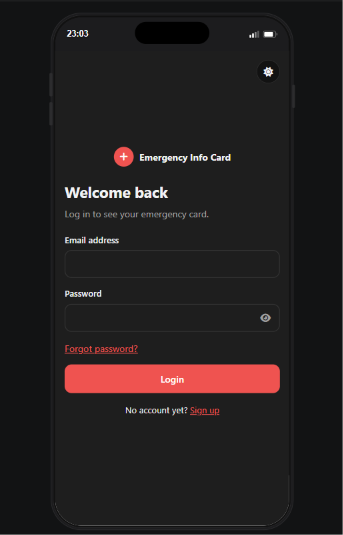 23:03
Emergency Info Card
Welcome back
Log in to see your emergency card.
Email address
Password
Forgot password?
Login
No account yet? Sign up